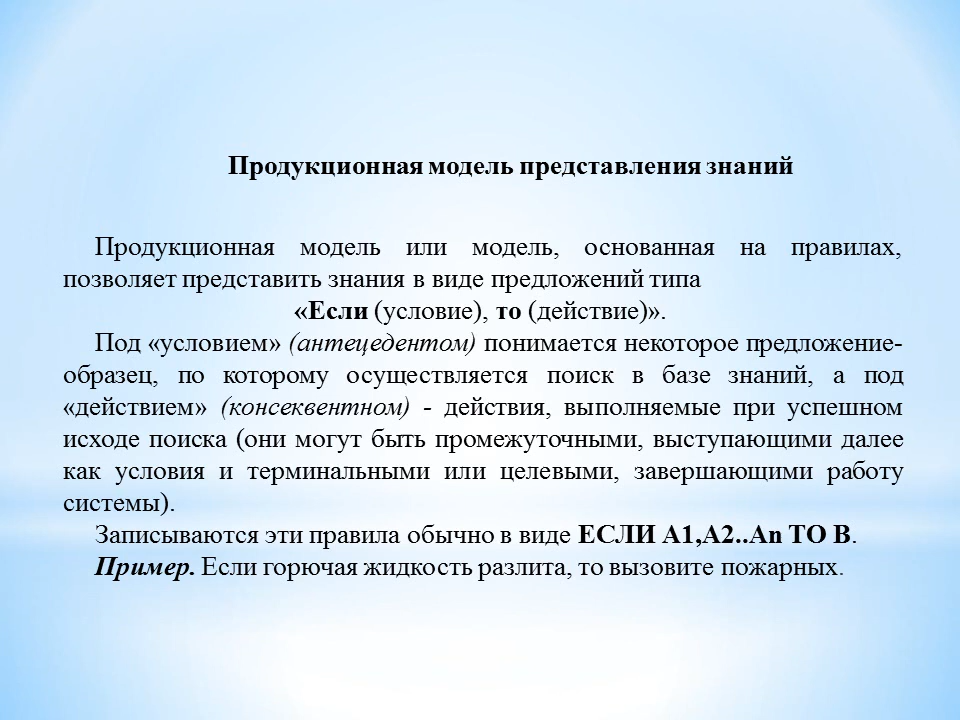 Продукционная модель представления знаний
Продукционная модель или модель, основанная на правилах,
позволяет представить знания в виде предложений типа
«Если (условие), то (действие)».
Под «условием» (антецедентом) понимается некоторое предложение-
образец, по которому осуществляется поиск в базе знаний, а под
«действием» (консеквентном) - действия, выполняемые при успешном
исходе поиска (они могут быть промежуточными, выступающими далее
как условия и терминальными или целевыми, завершающими работу
системы).
Записываются эти правила обычно в виде ЕСЛИ А1,А2..Аn ТО В.
Пример. Если горючая жидкость разлита, то вызовите пожарных.